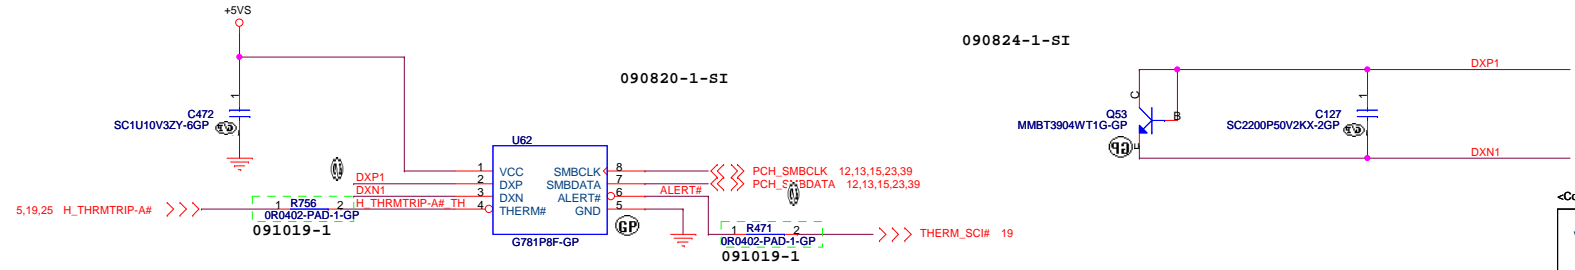 +5VS
090824-1-SI
090820-1-SI
DXP1
1
C472
SC1U10V3ZY-6GP
C
Q53
MMBT3904WT1G-GP
B
E
1
C127
SC2200P50V2KX-2GP
DXN1
U62
1 VCC SMBCLK 8 PCH_SMBCLK 12,13,15,23,39
DXP1 2 DXP SMBDATA 7 PCH_SMBDATA 12,13,15,23,39
DXN1 3 DXN ALERT# 6 ALERT#
5,19,25 H_THRMTRIP-A# 1 R756 2 H_THRMTRIP-A#_TH 4 THERM# GND 5
0R0402-PAD-1-GP
091019-1
GP
G781P8F-GP
1 R471 2 THERM_SCI# 19
0R0402-PAD-1-GP
091019-1